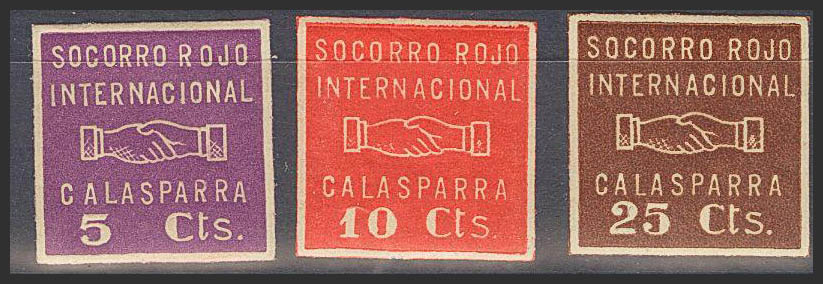 SOCORRO ROJO
INTERNACIONAL
CALASPARRA
5 Cts.
SOCORRO ROJO
INTERNACIONAL
CALASPARRA
10 Cts.
SOCORRO ROJO
INTERNACIONAL
CALASPARRA
25 Cts.